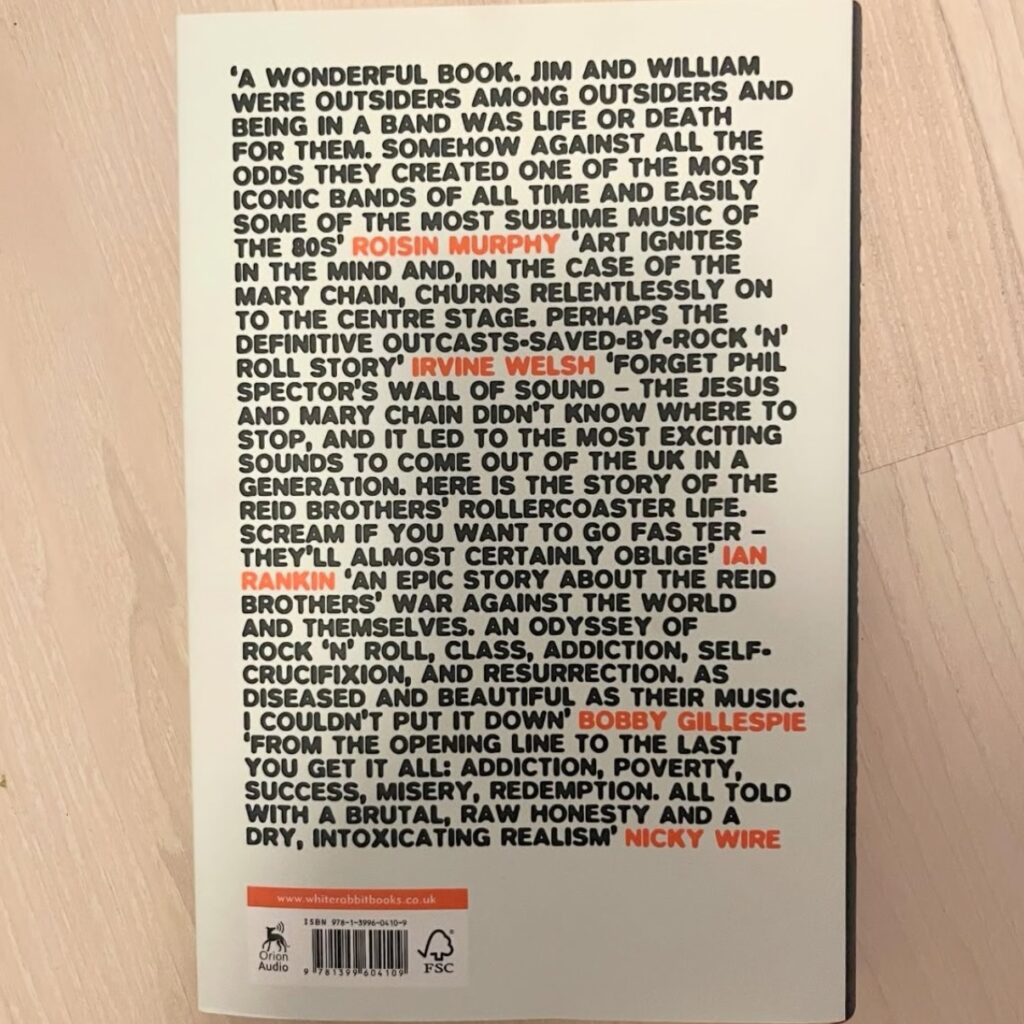 ‘A WONDERFUL BOOK. JIM AND WILLIAM
WERE OUTSIDERS AMONG OUTSIDERS AND
BEING IN A BAND WAS LIFE OR DEATH
FOR THEM. SOMEHOW AGAINST ALL THE
ODDS THEY CREATED ONE OF THE MOST
ICONIC BANDS OF ALL TIME AND EASILY
SOME OF THE MOST SUBLIME MUSIC OF
THE 80S’ ROISIN MURPHY ‘ART IGNITES
IN THE MIND AND, IN THE CASE OF THE
MARY CHAIN, CHURNS RELENTLESSLY ON
TO THE CENTRE STAGE. PERHAPS THE
DEFINITIVE OUTCASTS-SAVED-BY-ROCK ‘N’
ROLL STORY’ IRVINE WELSH ‘FORGET PHIL
SPECTOR’S WALL OF SOUND – THE JESUS
AND MARY CHAIN DIDN’T KNOW WHERE TO
STOP, AND IT LED TO THE MOST EXCITING
SOUNDS TO COME OUT OF THE UK IN A
GENERATION. HERE IS THE STORY OF THE
REID BROTHERS’ ROLLERCOASTER LIFE.
SCREAM IF YOU WANT TO GO FAS TER –
THEY’LL ALMOST CERTAINLY OBLIGE’ IAN
RANKIN ‘AN EPIC STORY ABOUT THE REID
BROTHERS’ WAR AGAINST THE WORLD
AND THEMSELVES. AN ODYSSEY OF
ROCK ‘N’ ROLL, CLASS, ADDICTION, SELF-
CRUCIFIXION, AND RESURRECTION. AS
DISEASED AND BEAUTIFUL AS THEIR MUSIC.
I COULDN’T PUT IT DOWN’ BOBBY GILLESPIE
‘FROM THE OPENING LINE TO THE LAST
YOU GET IT ALL: ADDICTION, POVERTY,
SUCCESS, MISERY, REDEMPTION. ALL TOLD
WITH A BRUTAL, RAW HONESTY AND A
DRY, INTOXICATING REALISM’ NICKY WIRE
www.whiterabbitbooks.co.uk
ISBN 978-1-3996-0410-9
Orion
Audio
9 781399 604109
FSC